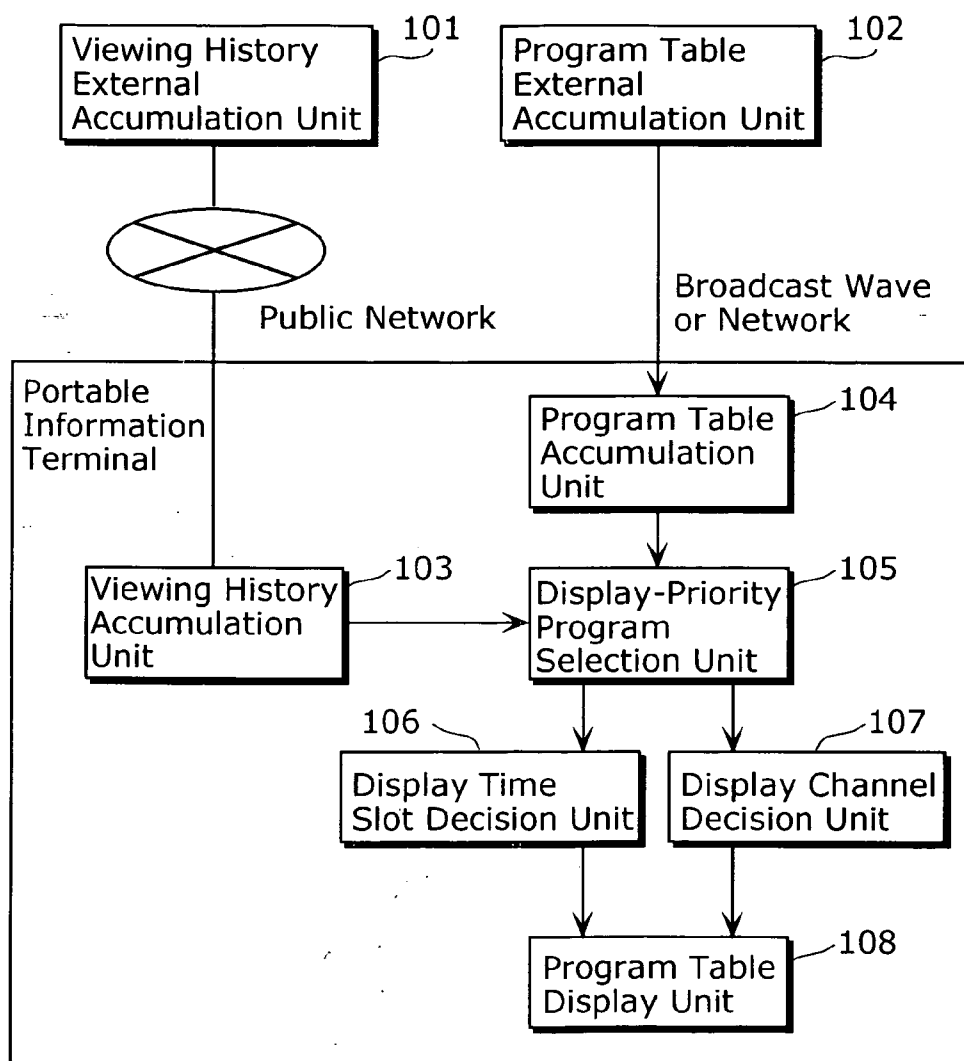 101
Viewing History
External
Accumulation Unit
102
Program Table
External
Accumulation Unit
Public Network
Broadcast Wave
or Network
Portable
Information
Terminal
104
Program Table
Accumulation
Unit
103
Viewing History
Accumulation
Unit
105
Display-Priority
Program
Selection Unit
106
Display Time
Slot Decision Unit
107
Display Channel
Decision Unit
108
Program Table
Display Unit